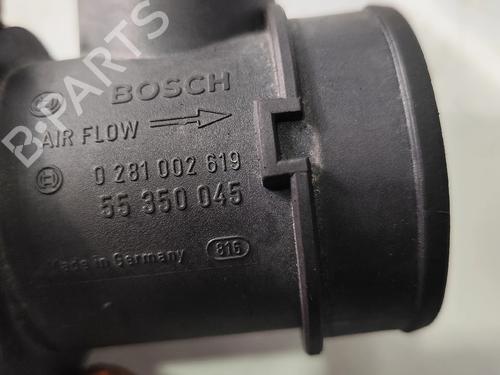 BOSCH
AIR FLOW
0 281 002 619
55 350 045
Made in Germany 816
B-PARTS